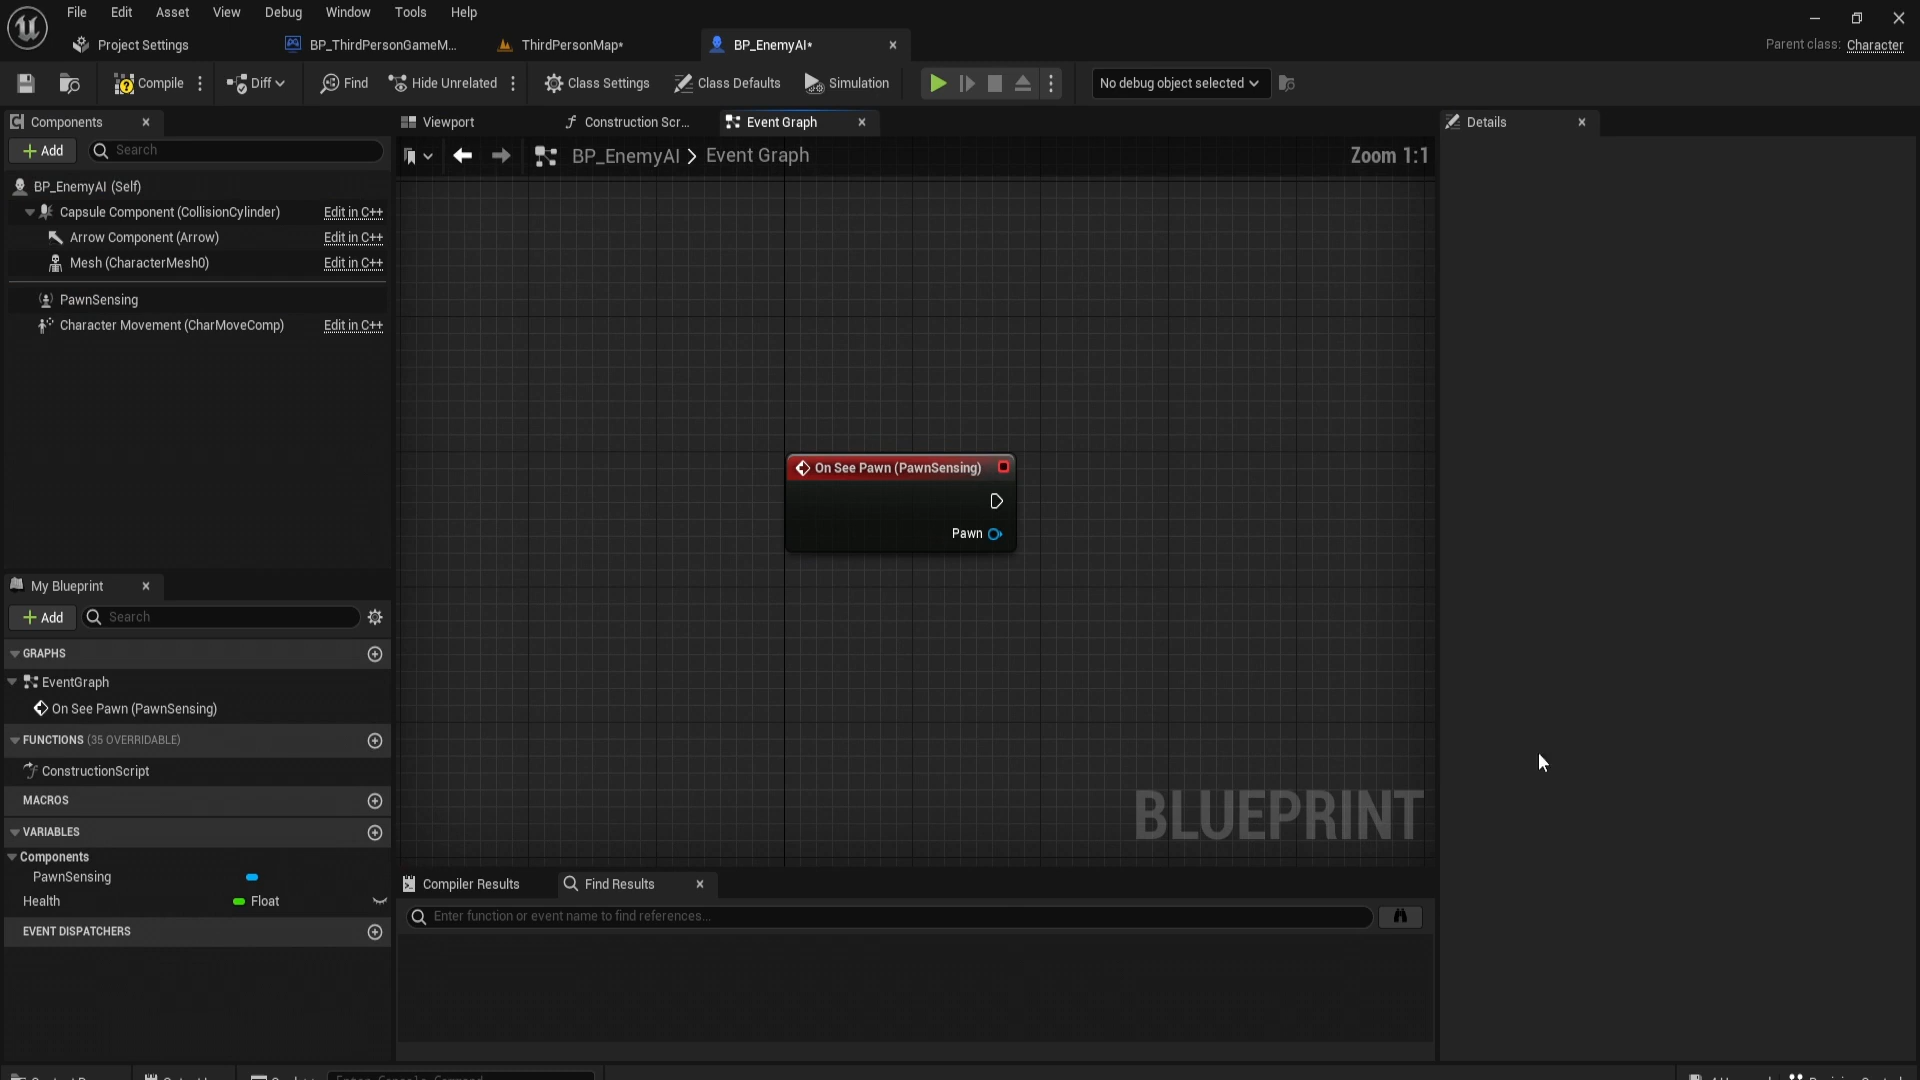 File Edit Asset View Debug Window Tools Help
Project Settings BP_ThirdPersonGameM... ThirdPersonMap* BP_EnemyAI* Parent class: Character
Compile Diff Find Hide Unrelated Class Settings Class Defaults Simulation No debug object selected
Components Viewport Construction Scr... Event Graph Details
Add Search BP_EnemyAI Event Graph Zoom 1:1
BP_EnemyAI (Self)
Capsule Component (CollisionCylinder) Edit in C++
Arrow Component (Arrow) Edit in C++
Mesh (CharacterMesh0) Edit in C++
PawnSensing
Character Movement (CharMoveComp) Edit in C++
On See Pawn (PawnSensing)
Pawn
BLUEPRINT
My Blueprint
Add Search
GRAPHS
EventGraph
On See Pawn (PawnSensing)
FUNCTIONS (35 OVERRIDABLE)
ConstructionScript
MACROS
VARIABLES
Components
PawnSensing
Health Float
EVENT DISPATCHERS
Compiler Results Find Results
Enter function or event name to find references...